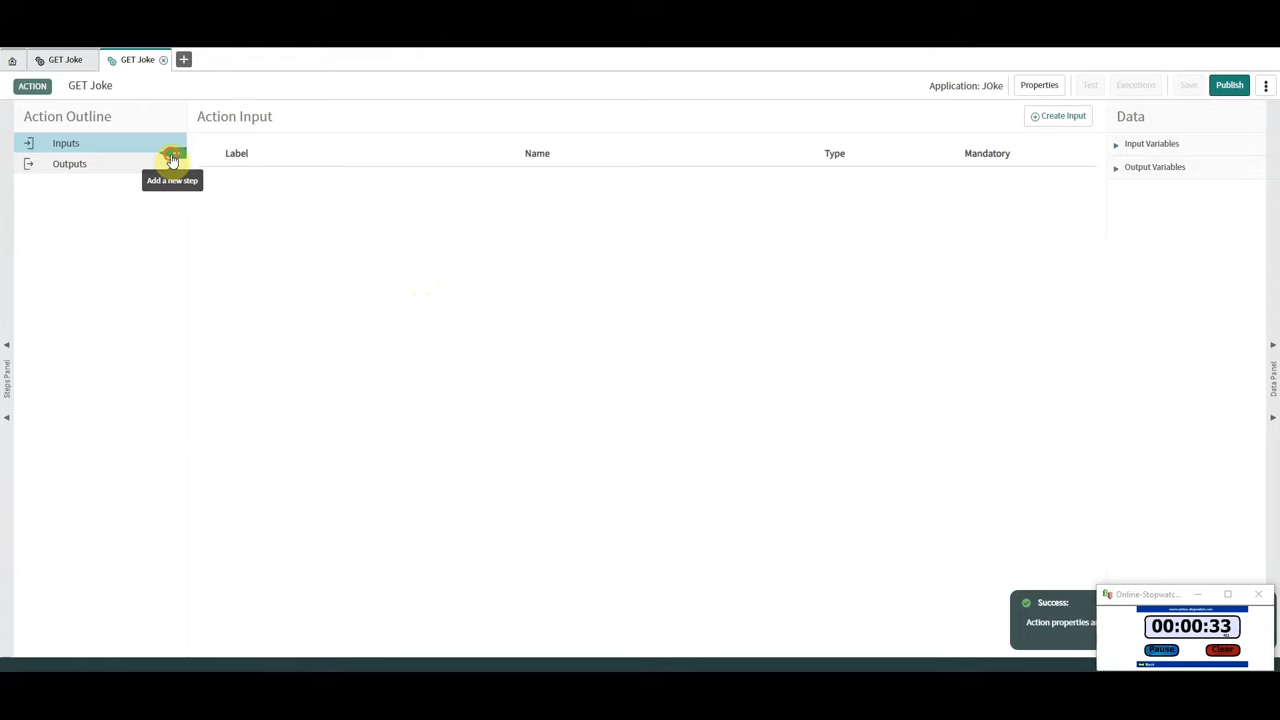 GET Joke
GET Joke
ACTION
GET Joke
Application: JOke
Properties
Test
Executions
Save
Publish
Action Outline
Inputs
Outputs
Add a new step
Action Input
Create Input
Label
Name
Type
Mandatory
Data
Input Variables
Output Variables
Steps Panel
Data Panel
Success:
Action properties a
Online-Stopwatc...
00:00:33
Pause
Clear
Back